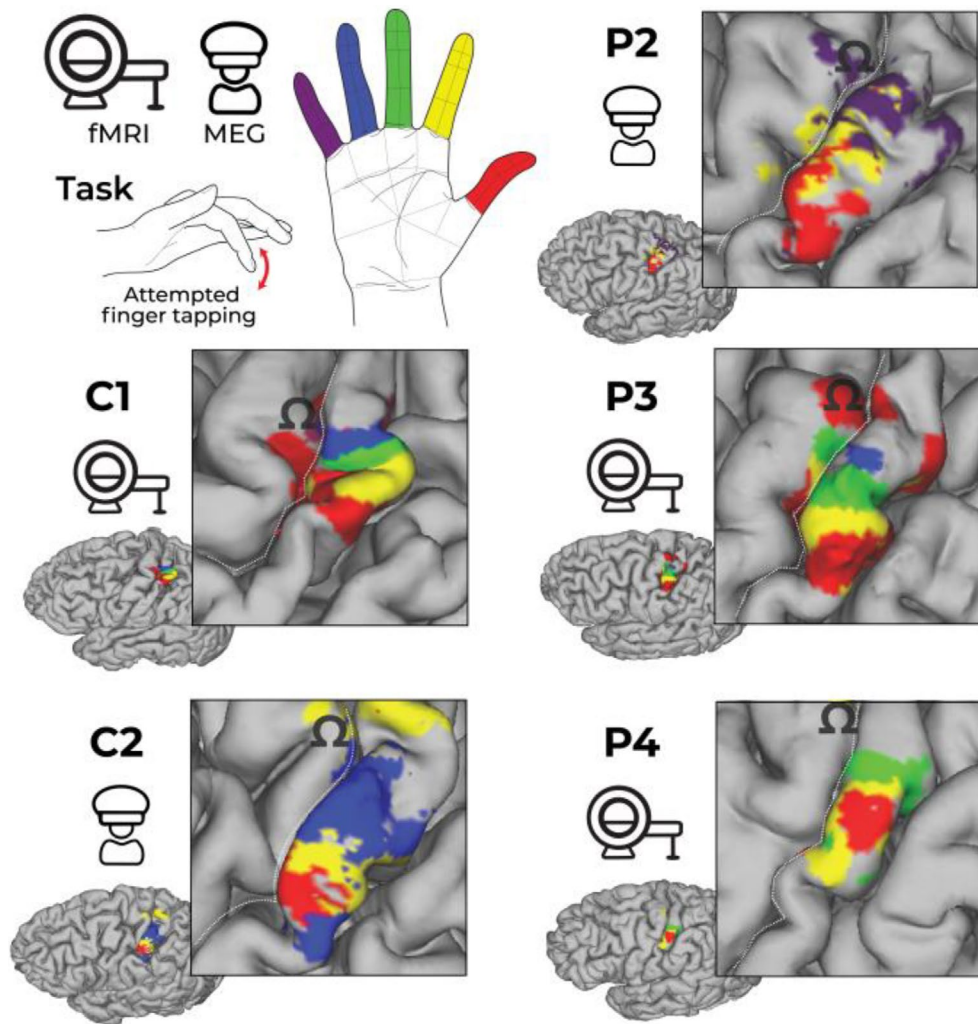 fMRI
MEG
Task
Attempted
finger tapping
P2
Ω
C1
Ω
P3
Ω
C2
Ω
P4
Ω